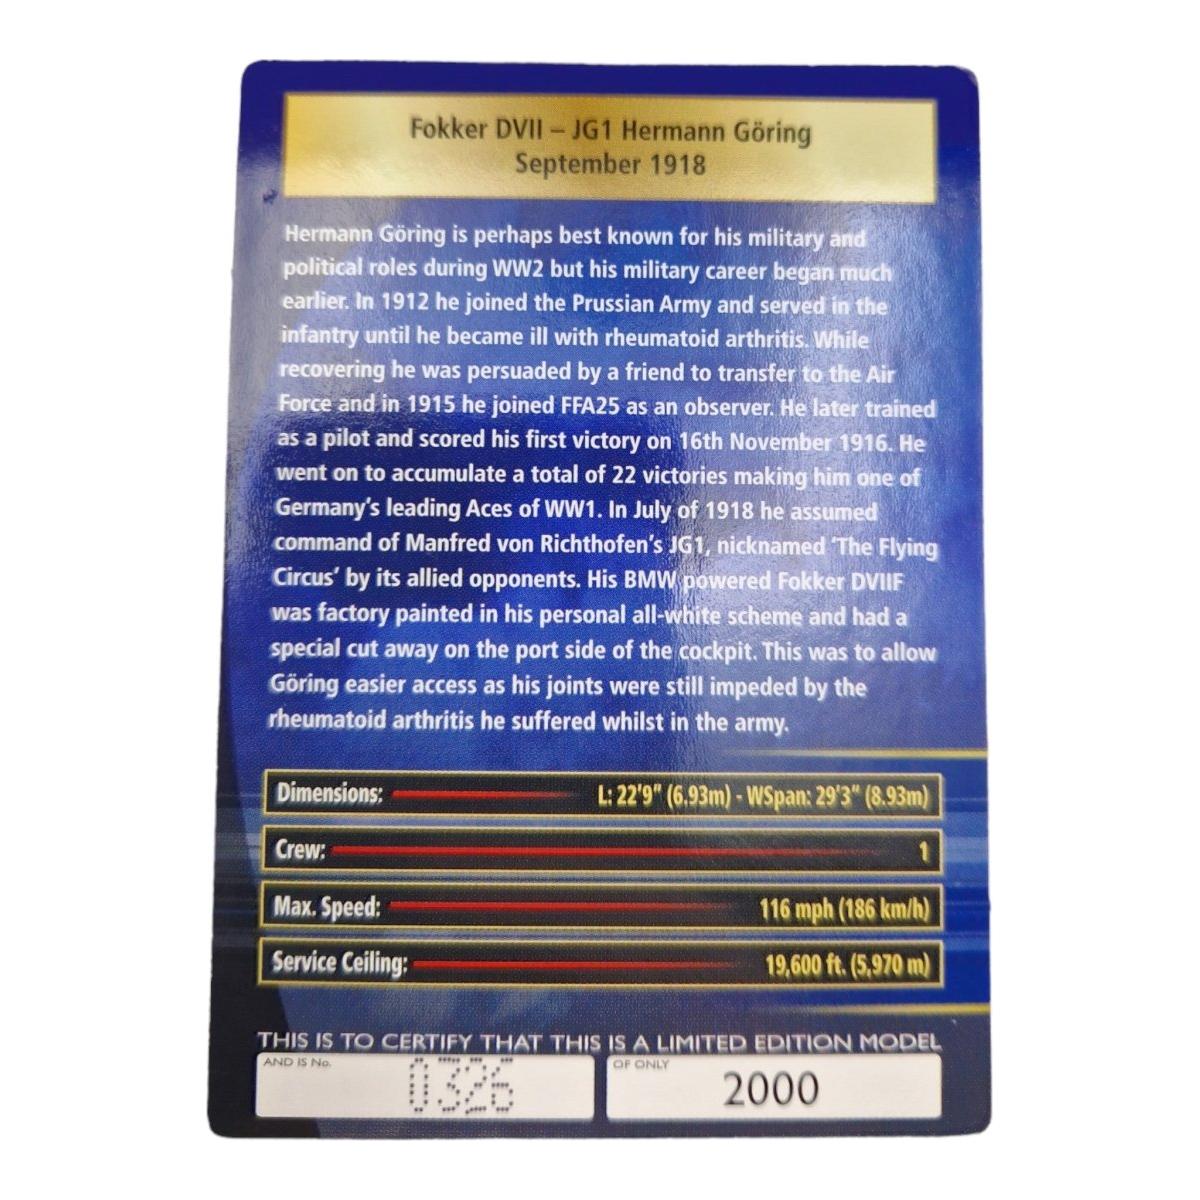 Fokker DVII – JG1 Hermann Göring
September 1918
Hermann Göring is perhaps best known for his military and
political roles during WW2 but his military career began much
earlier. In 1912 he joined the Prussian Army and served in the
infantry until he became ill with rheumatoid arthritis. While
recovering he was persuaded by a friend to transfer to the Air
Force and in 1915 he joined FFA25 as an observer. He later trained
as a pilot and scored his first victory on 16th November 1916. He
went on to accumulate a total of 22 victories making him one of
Germany's leading Aces of WW1. In July of 1918 he assumed
command of Manfred von Richthofen's JG1, nicknamed 'The Flying
Circus' by its allied opponents. His BMW powered Fokker DVIIF
was factory painted in his personal all-white scheme and had a
special cut away on the port side of the cockpit. This was to allow
Göring easier access as his joints were still impeded by the
rheumatoid arthritis he suffered whilst in the army.
Dimensions: L: 22'9" (6.93m) - WSpan: 29'3" (8.93m)
Crew: 1
Max. Speed: 116 mph (186 km/h)
Service Ceiling: 19,600 ft. (5,970 m)
THIS IS TO CERTIFY THAT THIS IS A LIMITED EDITION MODEL
AND IS No. 0326 OF ONLY 2000